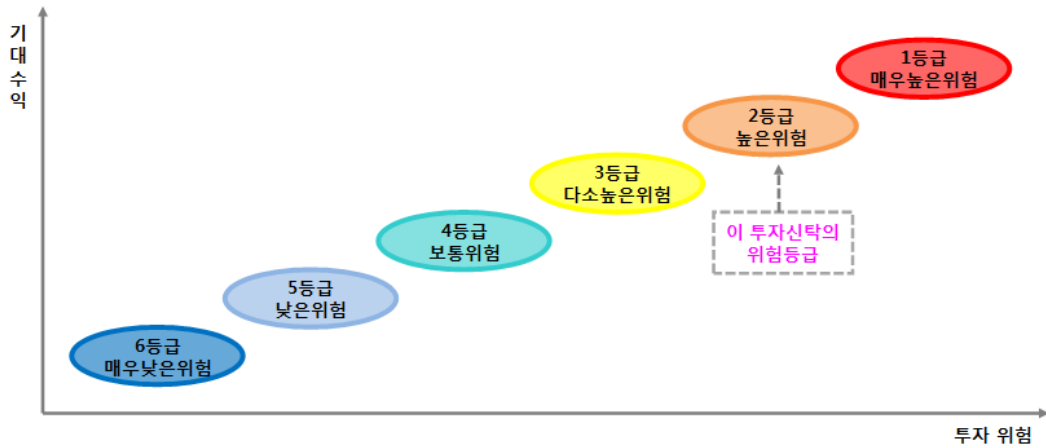 기
대
수
익
1등급
매우높은위험
2등급
높은위험
3등급
다소높은위험
이 투자신탁의
위험등급
4등급
보통위험
5등급
낮은위험
6등급
매우낮은위험
투자 위험